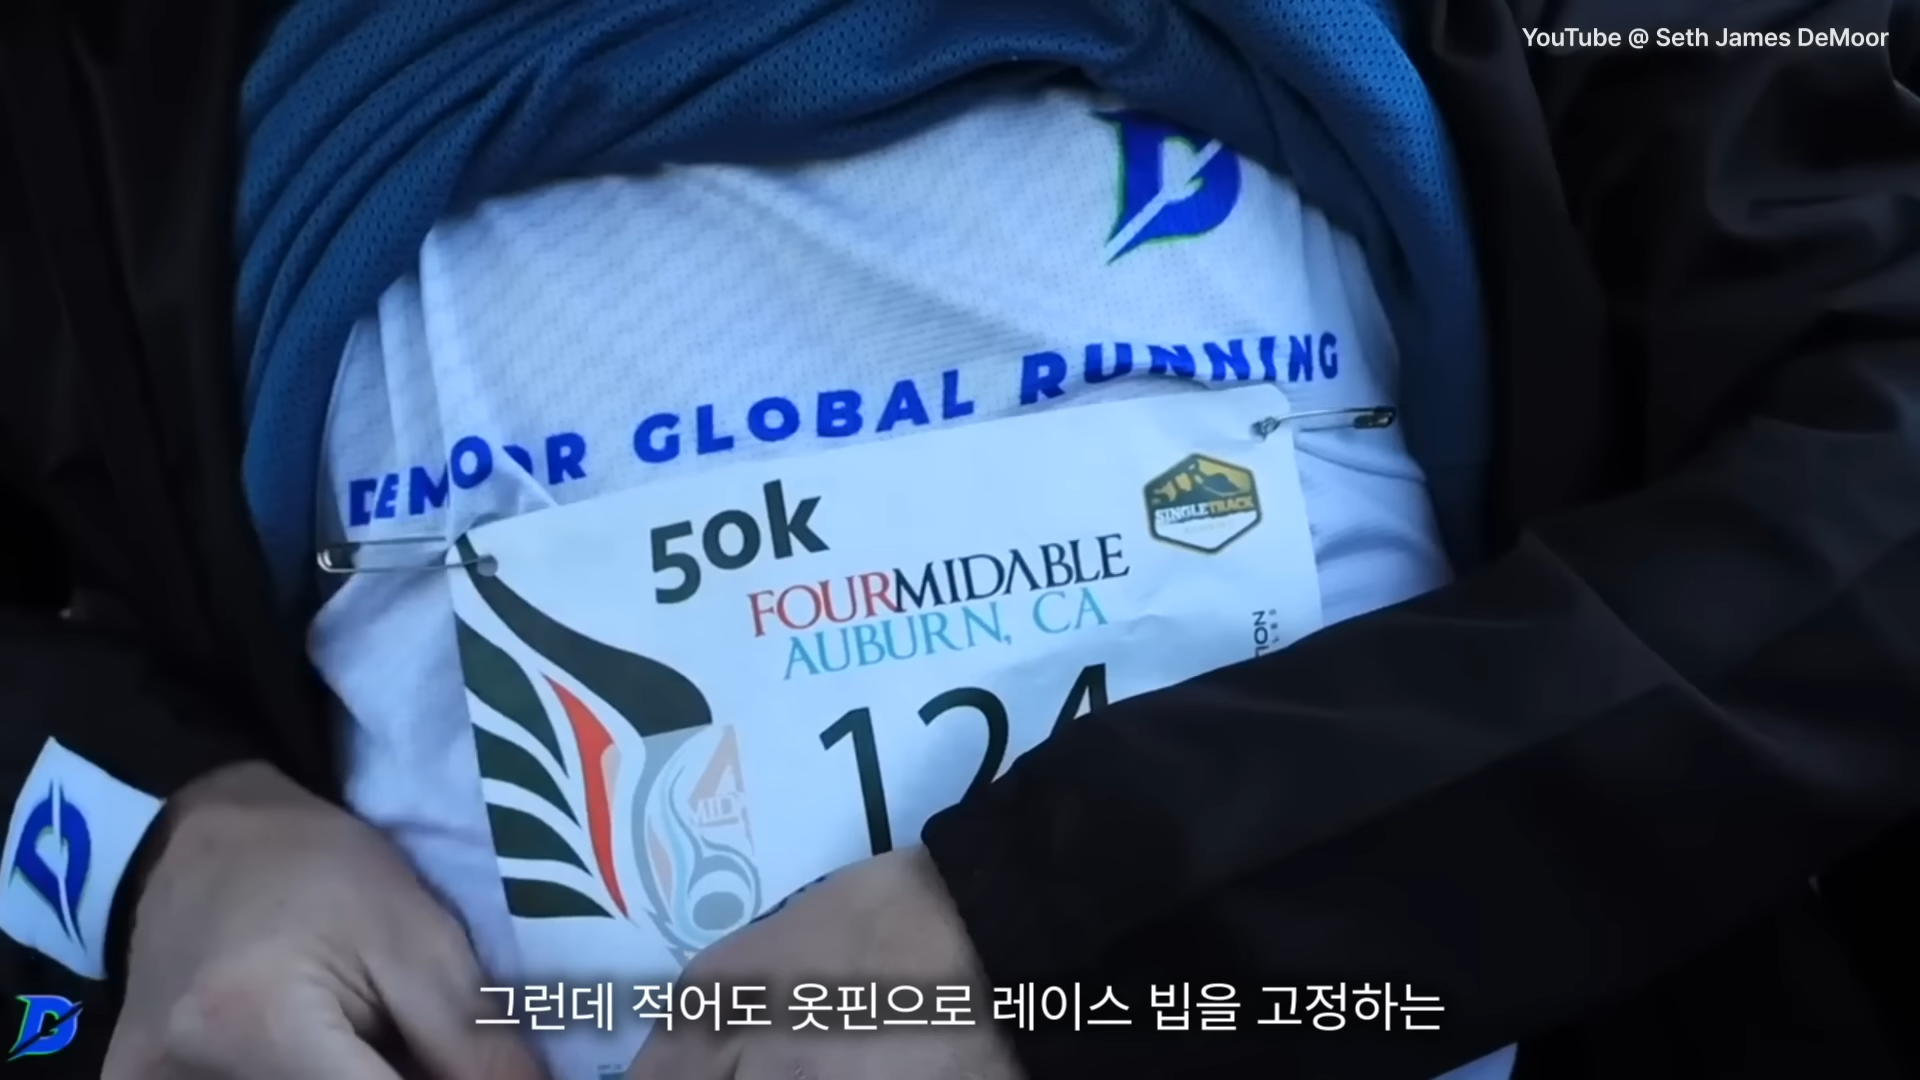 YouTube @ Seth James DeMoor
DEMOOR GLOBAL RUNNING
50k
SINGLETRACK
FOURMIDABLE
AUBURN, CA
124
그런데 적어도 옷핀으로 레이스 빕을 고정하는